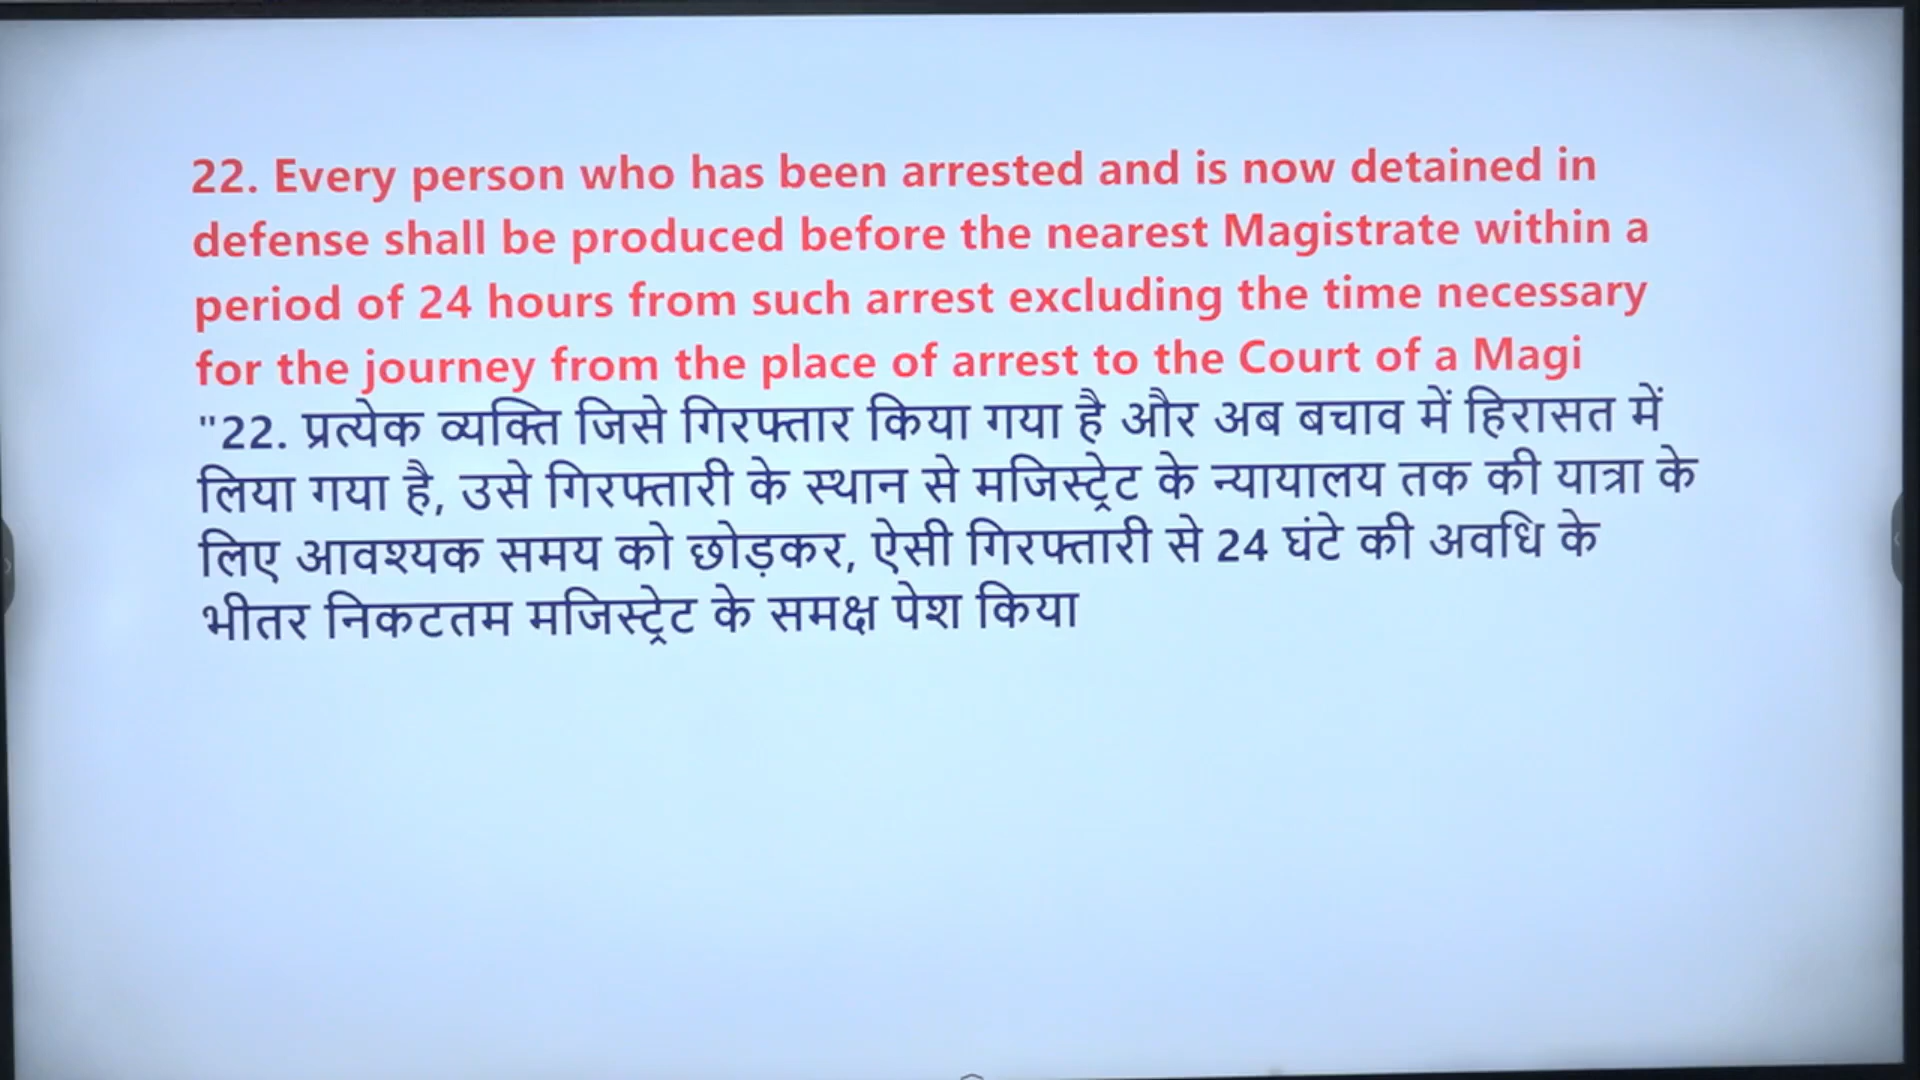 22. Every person who has been arrested and is now detained in
defense shall be produced before the nearest Magistrate within a
period of 24 hours from such arrest excluding the time necessary
for the journey from the place of arrest to the Court of a Magi
"22. प्रत्येक व्यक्ति जिसे गिरफ्तार किया गया है और अब बचाव में हिरासत में
लिया गया है, उसे गिरफ्तारी के स्थान से मजिस्ट्रेट के न्यायालय तक की यात्रा के
लिए आवश्यक समय को छोड़कर, ऐसी गिरफ्तारी से 24 घंटे की अवधि के
भीतर निकटतम मजिस्ट्रेट के समक्ष पेश किया